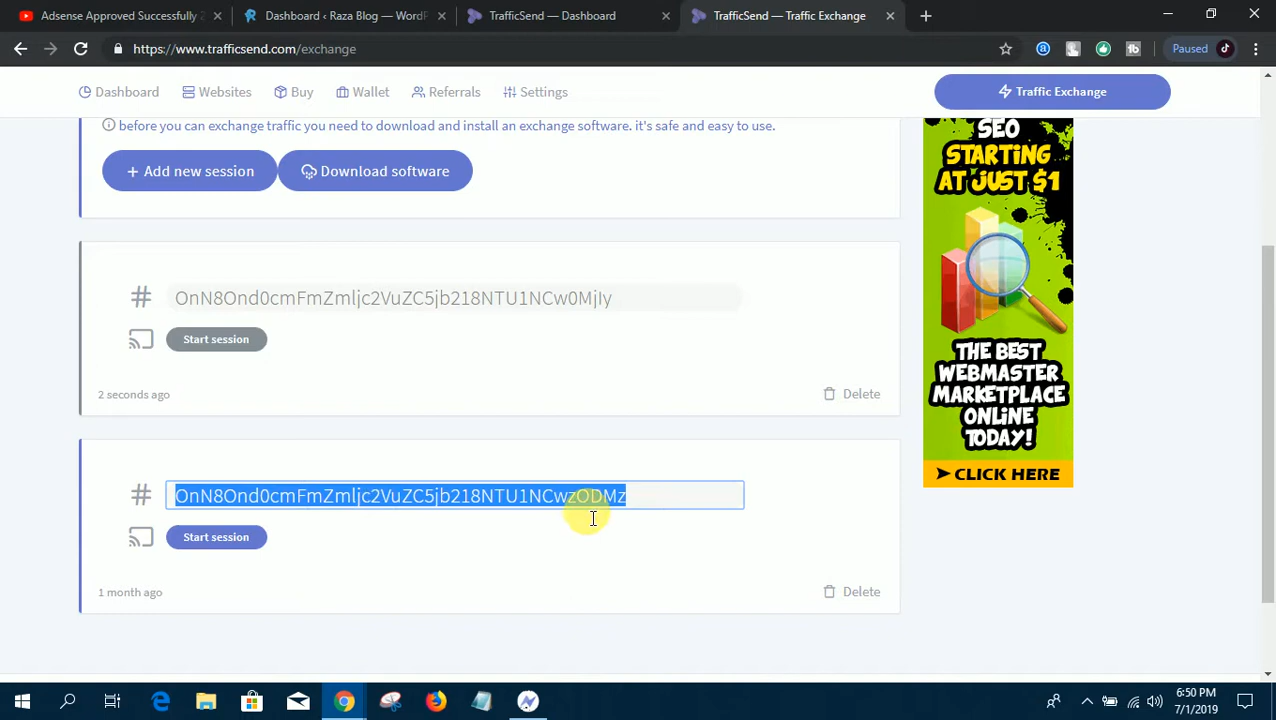 Adsense Approved Successfully
Dashboard ‹ Raza Blog — WordP
TrafficSend — Dashboard
TrafficSend — Traffic Exchange
https://www.trafficsend.com/exchange
Paused
Dashboard
Websites
Buy
Wallet
Referrals
Settings
Traffic Exchange
before you can exchange traffic you need to download and install an exchange software. it's safe and easy to use.
+ Add new session
Download software
# OnN8Ond0cmFmZmljc2VuZC5jb218NTU1NCw0MjIy
Start session
2 seconds ago
Delete
# OnN8Ond0cmFmZmljc2VuZC5jb218NTU1NCwzODMz
Start session
1 month ago
Delete
SEO
STARTING
AT JUST $1
THE BEST
WEBMASTER
MARKETPLACE
ONLINE
TODAY!
> CLICK HERE
6:50 PM
7/1/2019